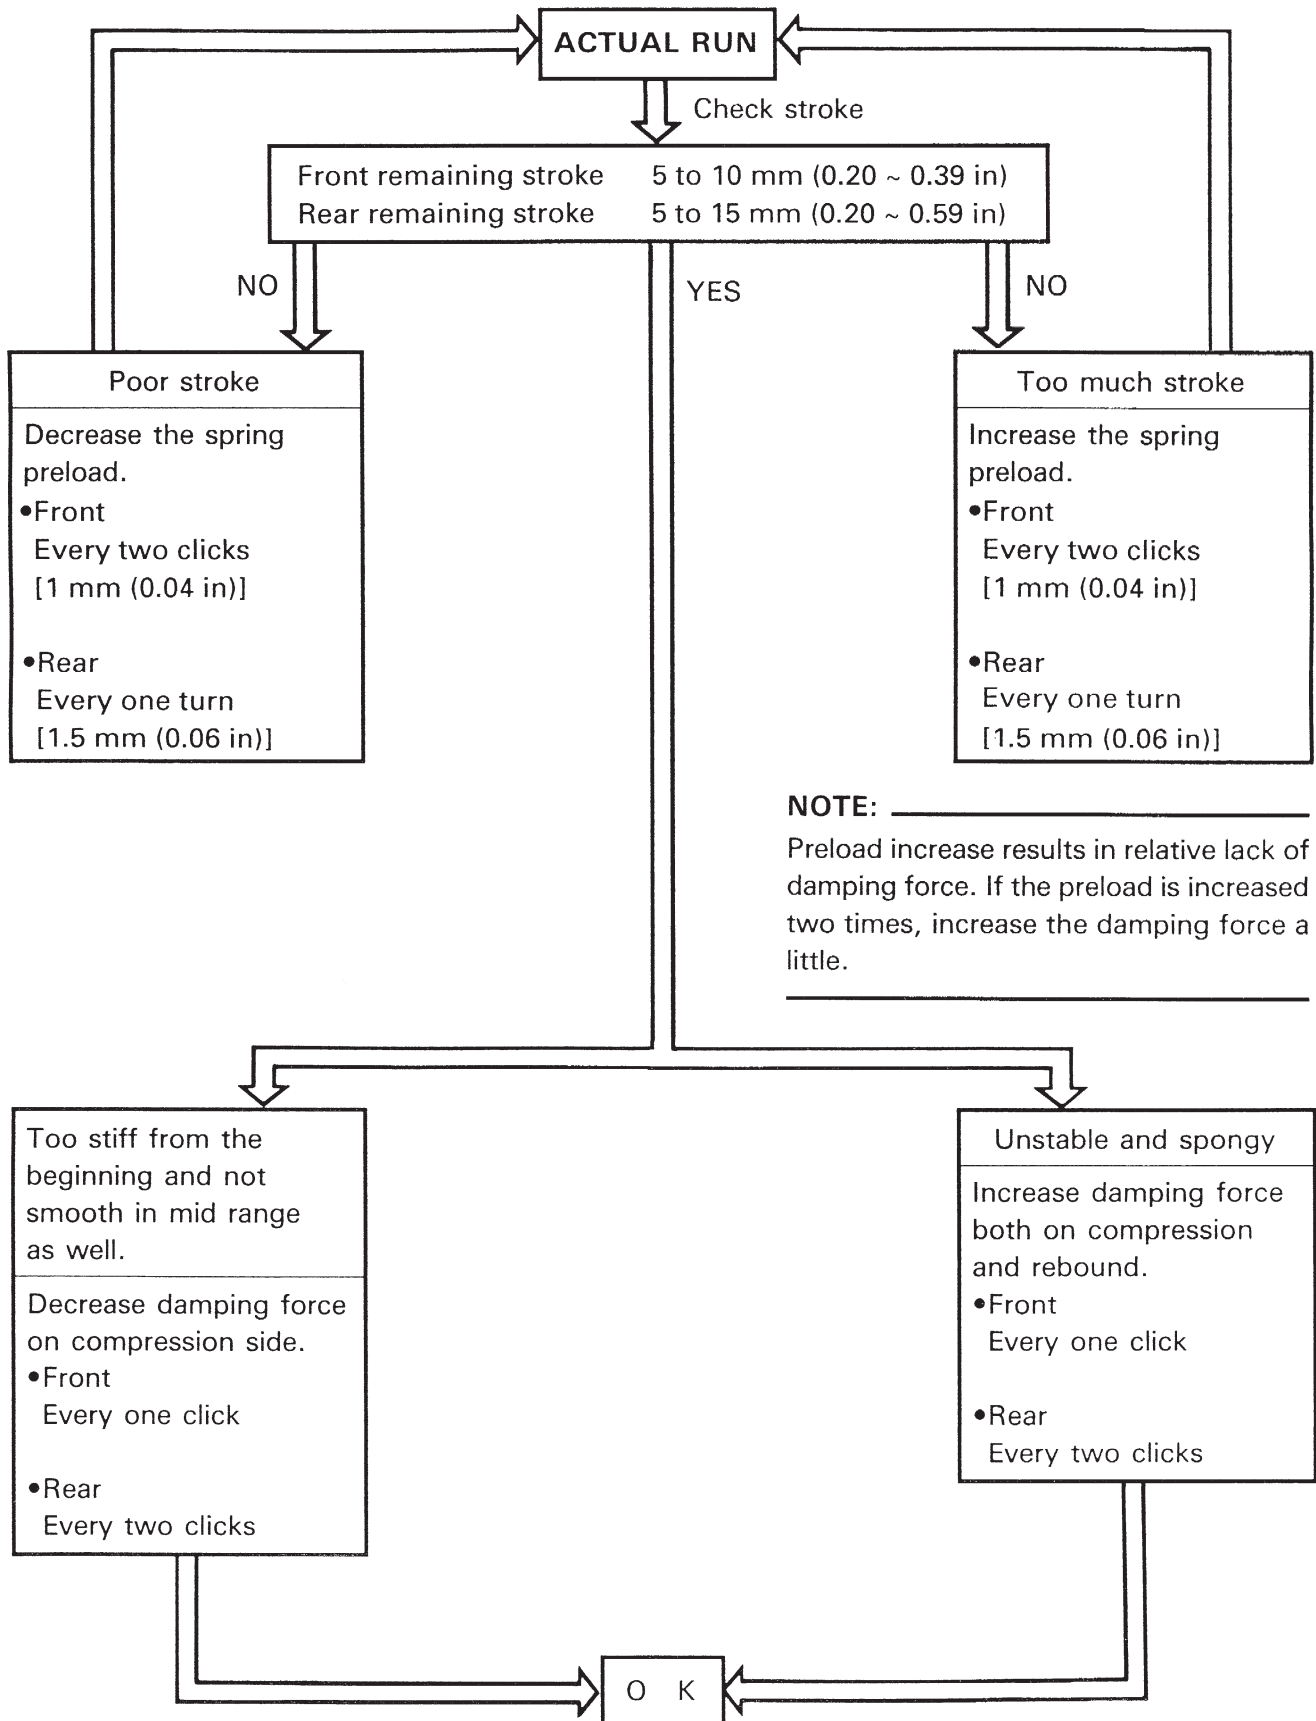 ACTUAL RUN
Check stroke
Front remaining stroke 5 to 10 mm (0.20 ~ 0.39 in)
Rear remaining stroke 5 to 15 mm (0.20 ~ 0.59 in)
NO
YES
NO
Poor stroke
Decrease the spring
preload.
•Front
Every two clicks
[1 mm (0.04 in)]
•Rear
Every one turn
[1.5 mm (0.06 in)]
Too much stroke
Increase the spring
preload.
•Front
Every two clicks
[1 mm (0.04 in)]
•Rear
Every one turn
[1.5 mm (0.06 in)]
NOTE:
Preload increase results in relative lack of
damping force. If the preload is increased
two times, increase the damping force a
little.
Too stiff from the
beginning and not
smooth in mid range
as well.
Decrease damping force
on compression side.
•Front
Every one click
•Rear
Every two clicks
Unstable and spongy
Increase damping force
both on compression
and rebound.
•Front
Every one click
•Rear
Every two clicks
O K